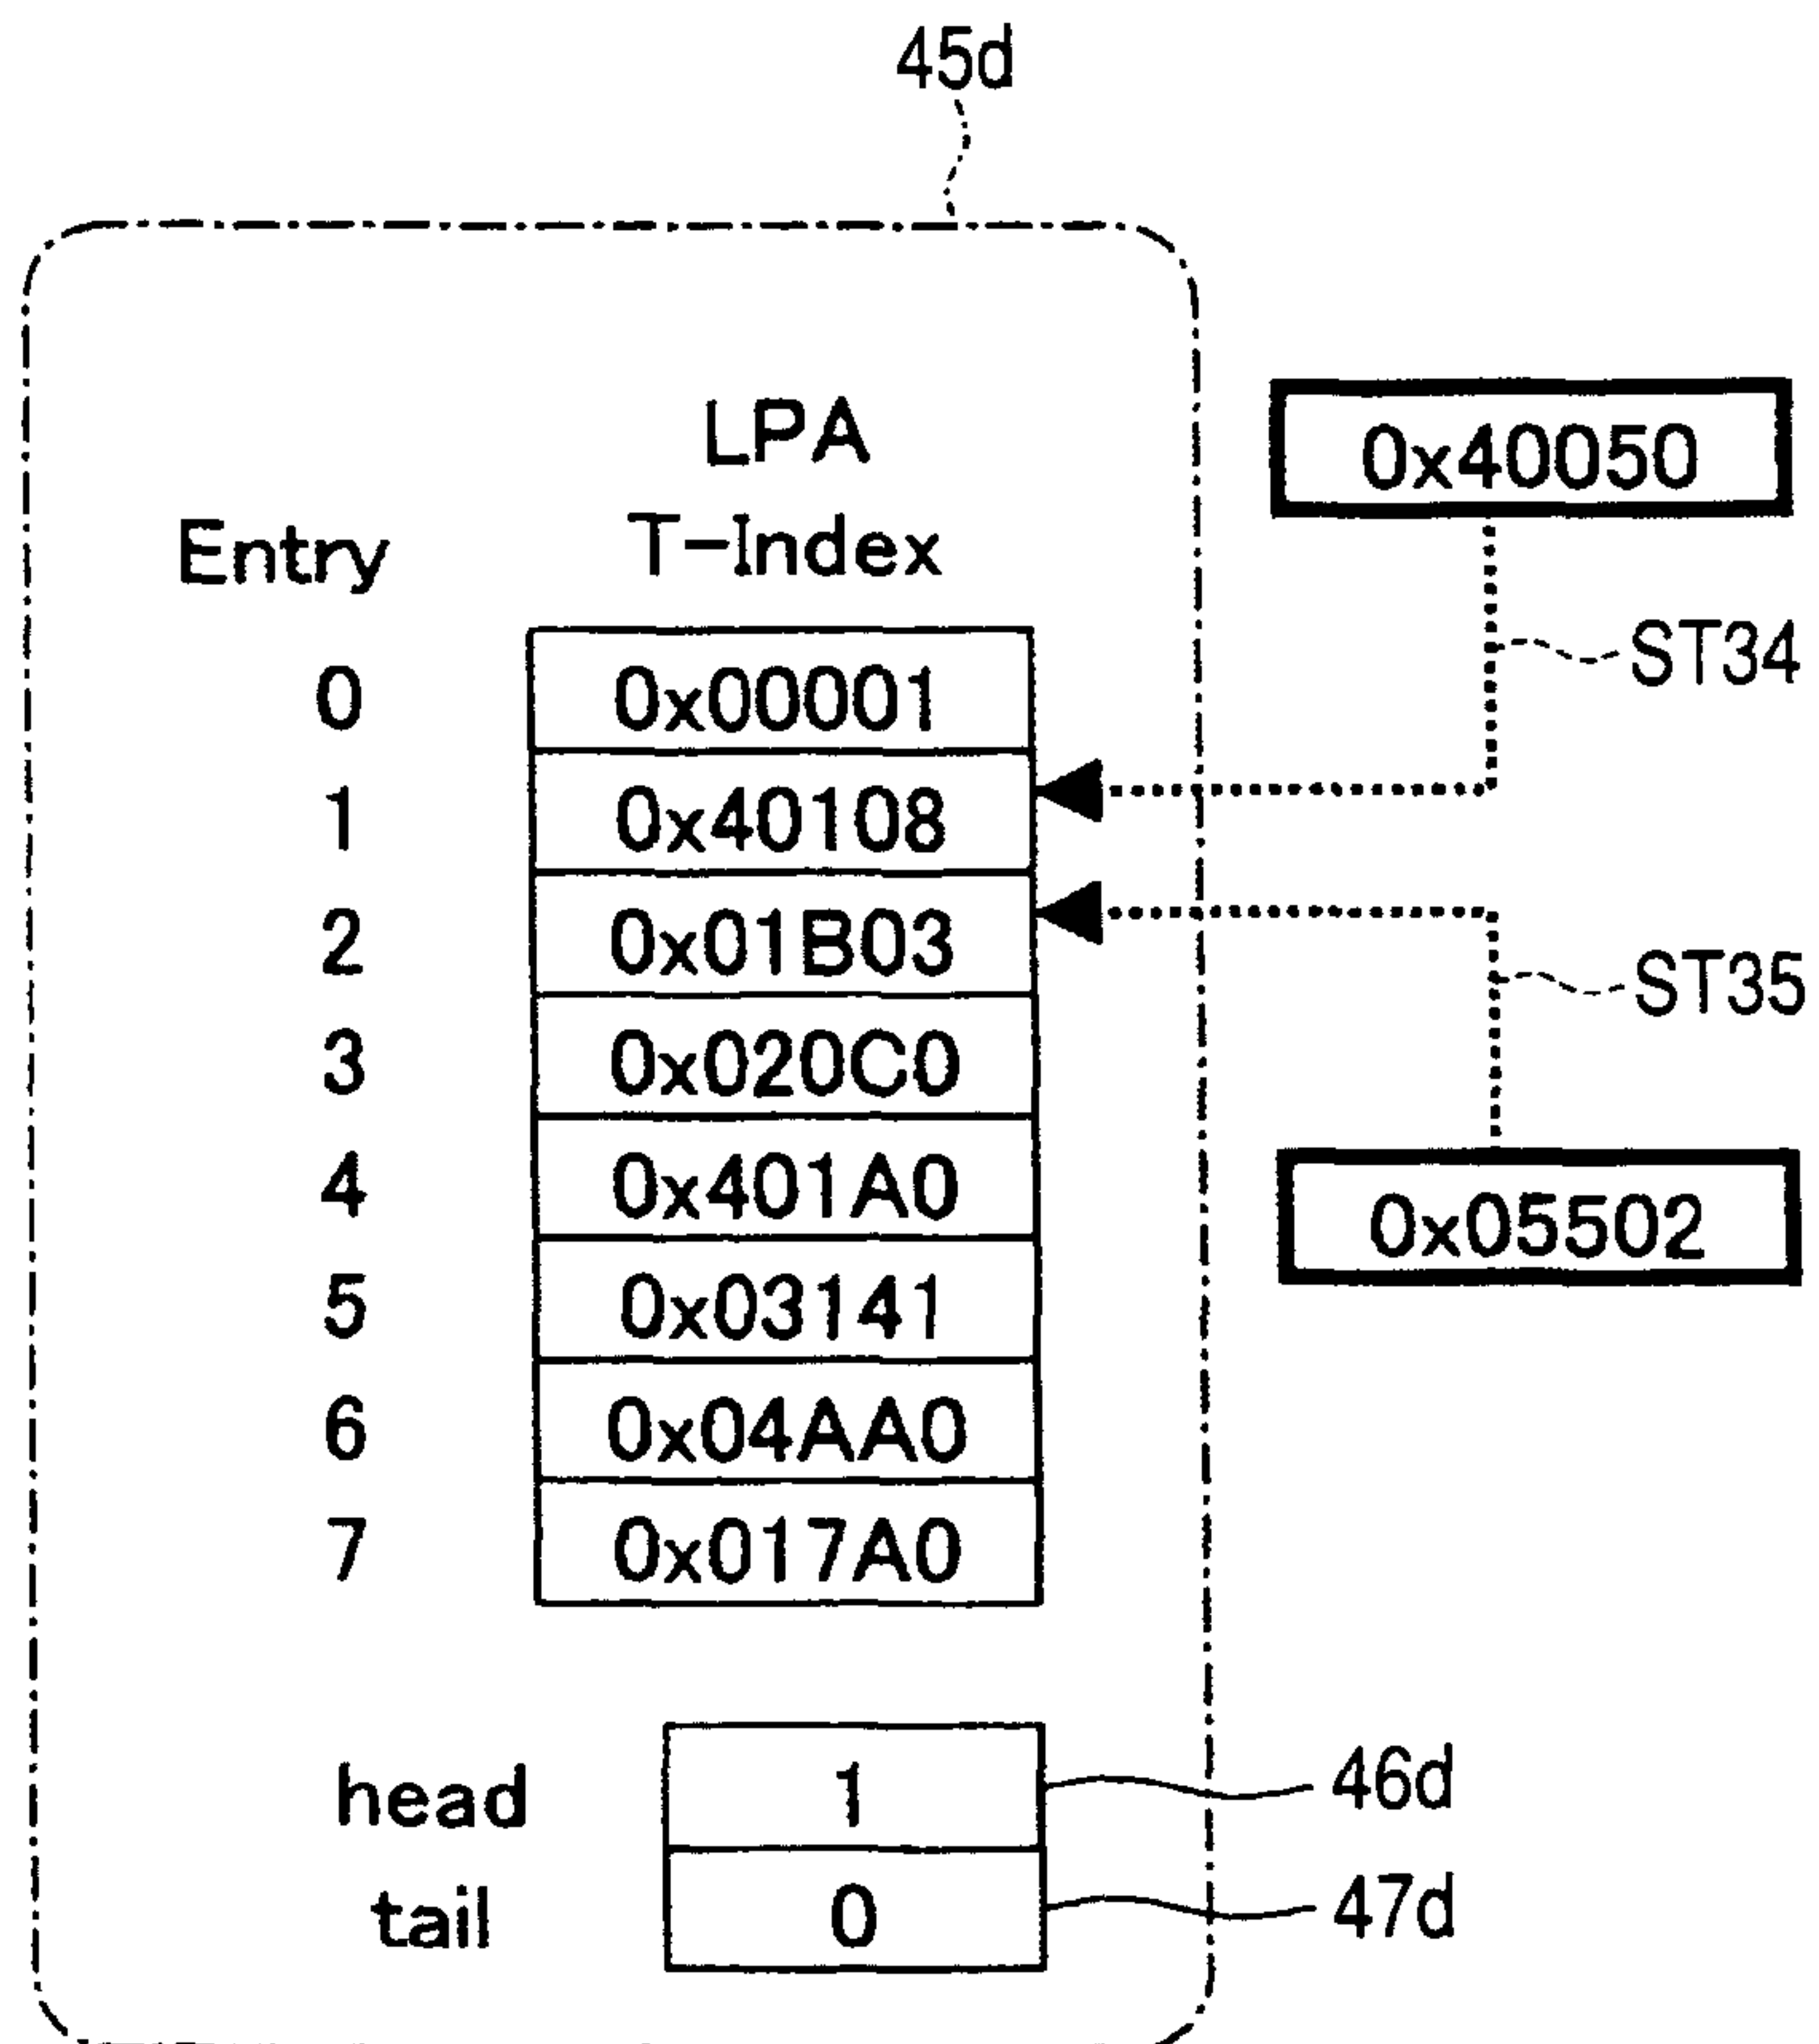 45d
LPA
0x40050
Entry T-Index
ST34
0 0x00001
1 0x40108
2 0x01B03
ST35
3 0x020C0
4 0x401A0
0x05502
5 0x03141
6 0x04AA0
7 0x017A0
head 1 46d
tail 0 47d